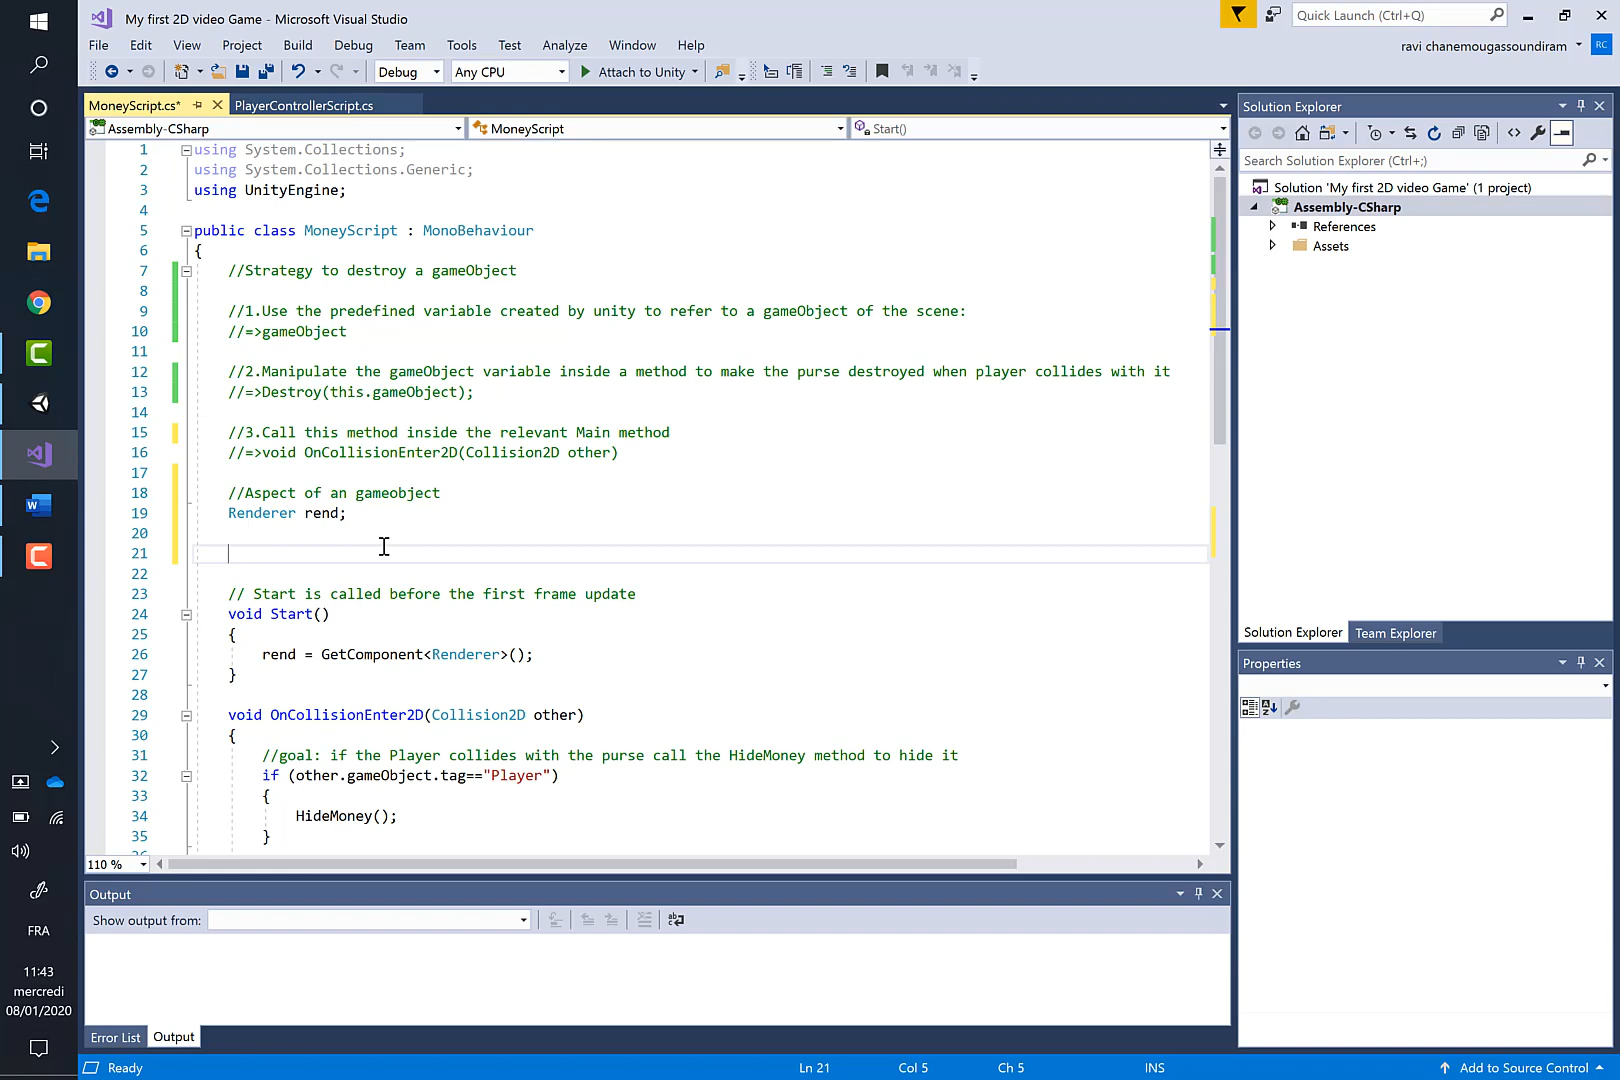 My first 2D video Game - Microsoft Visual Studio
Quick Launch (Ctrl+Q)
File Edit View Project Build Debug Team Tools Test Analyze Window Help
ravi chanemougassoundiram RC
Debug Any CPU Attach to Unity
MoneyScript.cs* PlayerControllerScript.cs
Assembly-CSharp MoneyScript Start()
1 using System.Collections;
2 using System.Collections.Generic;
3 using UnityEngine;
4
5 public class MoneyScript : MonoBehaviour
6 {
7 //Strategy to destroy a gameObject
8
9 //1.Use the predefined variable created by unity to refer to a gameObject of the scene:
10 //=>gameObject
11
12 //2.Manipulate the gameObject variable inside a method to make the purse destroyed when player collides with it
13 //=>Destroy(this.gameObject);
14
15 //3.Call this method inside the relevant Main method
16 //=>void OnCollisionEnter2D(Collision2D other)
17
18 //Aspect of an gameobject
19 Renderer rend;
20
21
22
23 // Start is called before the first frame update
24 void Start()
25 {
26 rend = GetComponent<Renderer>();
27 }
28
29 void OnCollisionEnter2D(Collision2D other)
30 {
31 //goal: if the Player collides with the purse call the HideMoney method to hide it
32 if (other.gameObject.tag=="Player")
33 {
34 HideMoney();
35 }
110 %
Output
Show output from:
Error List Output
Solution Explorer
Search Solution Explorer (Ctrl+;)
Solution 'My first 2D video Game' (1 project)
Assembly-CSharp
References
Assets
Solution Explorer Team Explorer
Properties
FRA
11:43
mercredi
08/01/2020
Ready Ln 21 Col 5 Ch 5 INS Add to Source Control